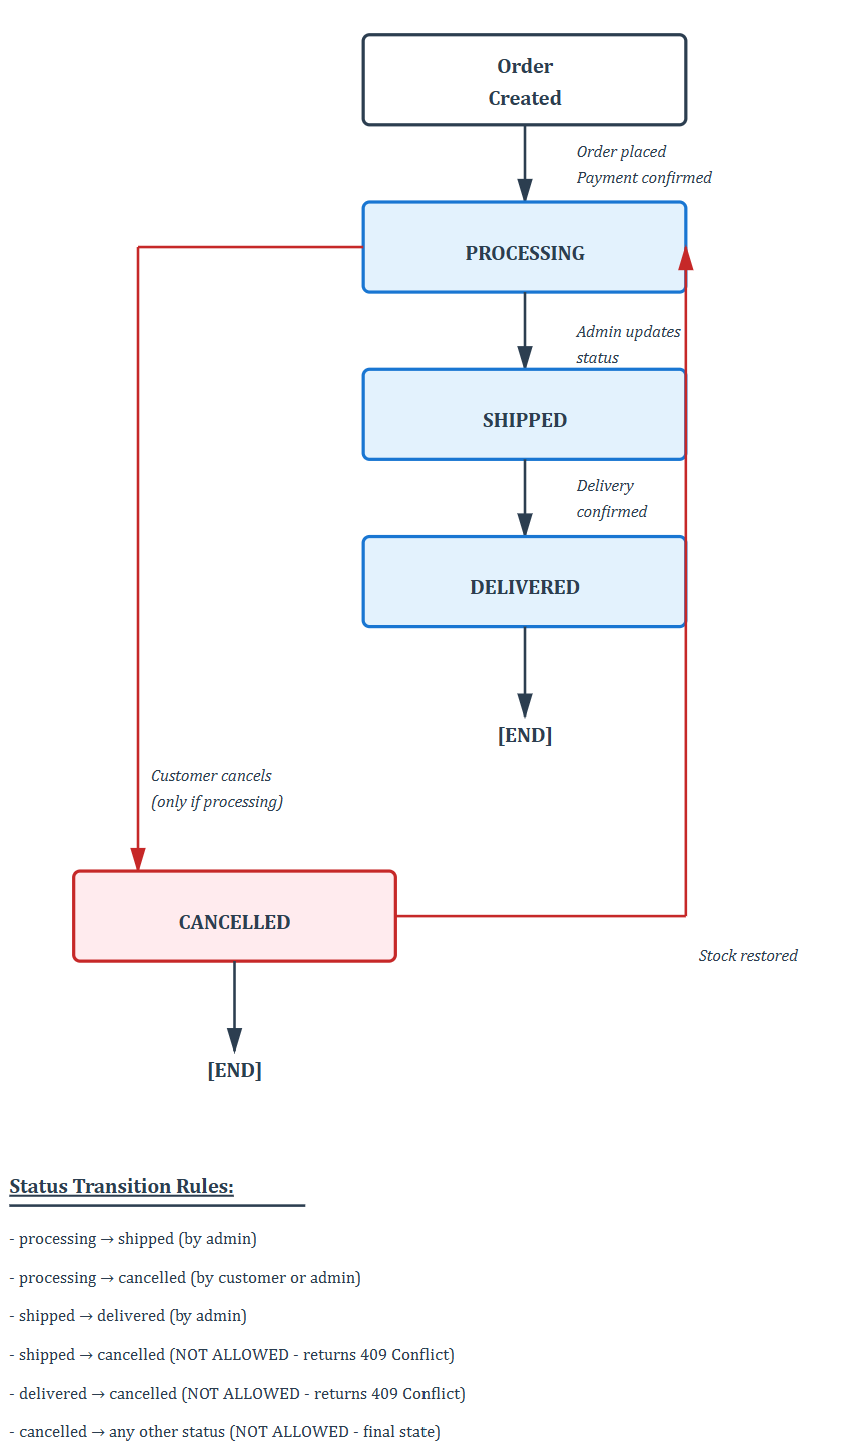 Order
Created
Order placed
Payment confirmed
PROCESSING
Admin updates
status
SHIPPED
Delivery
confirmed
DELIVERED
[END]
Customer cancels
(only if processing)
CANCELLED
Stock restored
[END]
Status Transition Rules:
- processing → shipped (by admin)
- processing → cancelled (by customer or admin)
- shipped → delivered (by admin)
- shipped → cancelled (NOT ALLOWED - returns 409 Conflict)
- delivered → cancelled (NOT ALLOWED - returns 409 Conflict)
- cancelled → any other status (NOT ALLOWED - final state)